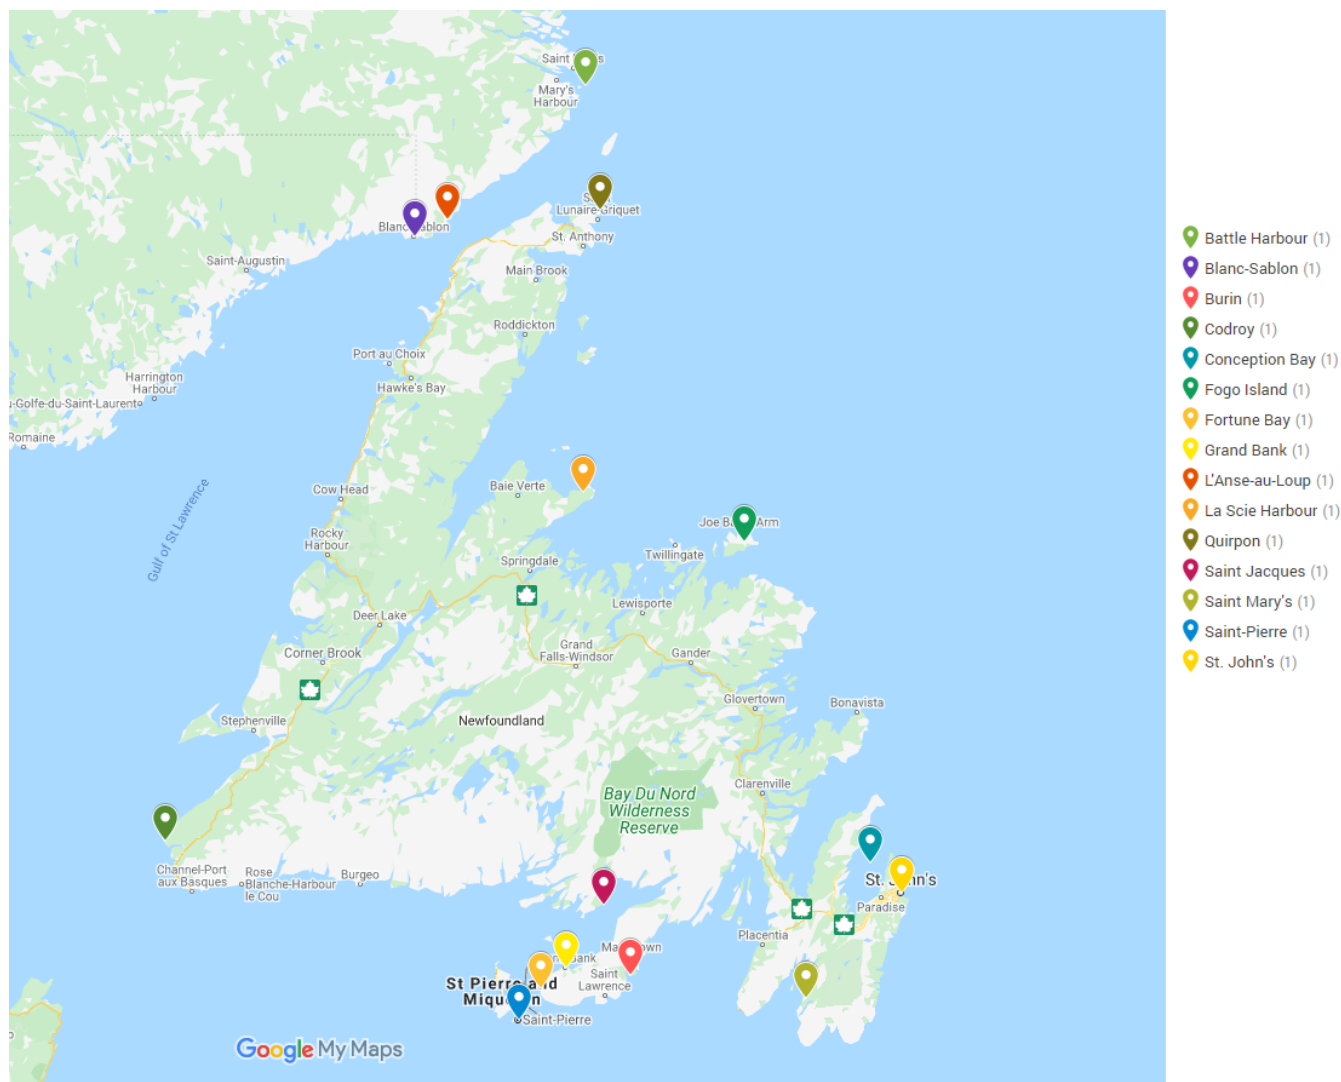 Saint
s
Mary's
Harbour
Blanc-Sablon
Lunaire-Griquet
St. Anthony
Saint-Augustin
Main Brook
Roddickton
Port au Choix
Harrington
Harbour
Hawke's Bay
u-Golfe-du-Saint-Laurent
Romaine
Gulf of St Lawrence
Cow Head
Baie Verte
Joe B
Arm
Rocky
Harbour
Twillingate
Springdale
Deer Lake
Lewisporte
Corner Brook
Grand
Falls-Windsor
Gander
Glovertown
Bonavista
Stephenville
Newfoundland
Clarenville
Bay Du Nord
Wilderness
Reserve
Channel-Port
aux Basques
Rose
Blanche-Harbour
le Cou
Burgeo
St. John's
Paradise
Placentia
Ma
own
Bank
Saint
Lawrence
St Pierre and
Miquelon
Saint-Pierre
Google My Maps
Battle Harbour (1)
Blanc-Sablon (1)
Burin (1)
Codroy (1)
Conception Bay (1)
Fogo Island (1)
Fortune Bay (1)
Grand Bank (1)
L'Anse-au-Loup (1)
La Scie Harbour (1)
Quirpon (1)
Saint Jacques (1)
Saint Mary's (1)
Saint-Pierre (1)
St. John's (1)